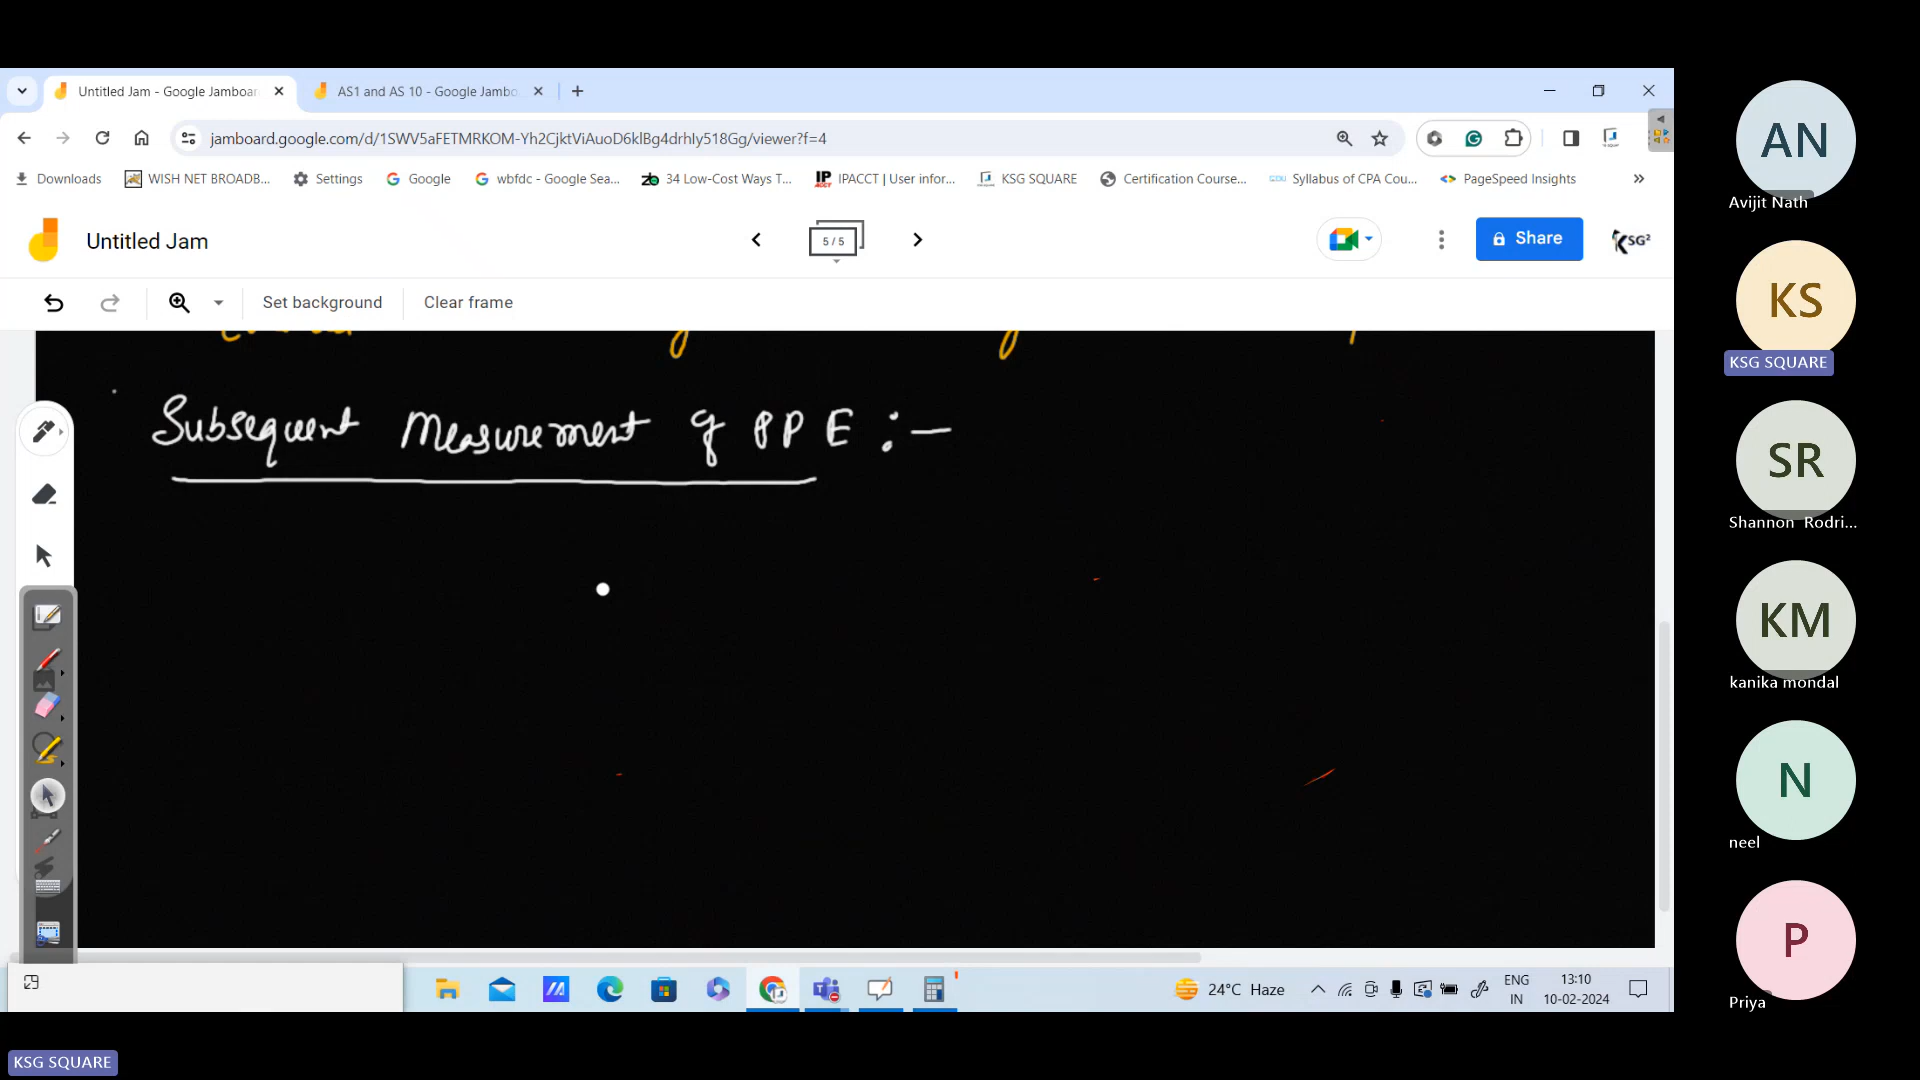 Untitled Jam - Google Jamboar
AS1 and AS 10 - Google Jambo
jamboard.google.com/d/1SWV5aFETMRKOM-Yh2CjktViAuoD6klBg4drhIy518Gg/viewer?f=4
Downloads WISH NET BROADB... Settings Google wbfdc - Google Sea... 34 Low-Cost Ways T... IPACCT | User infor... KSG SQUARE Certification Course... Syllabus of CPA Cou... PageSpeed Insights »
Untitled Jam
5 / 5
Share
KSG²
Set background Clear frame
Subsequent Measurement of PPE :-
24°C Haze
ENG
IN
13:10
10-02-2024
AN
Avijit Nath
KS
KSG SQUARE
SR
Shannon Rodri...
KM
kanika mondal
N
neel
P
Priya
KSG SQUARE